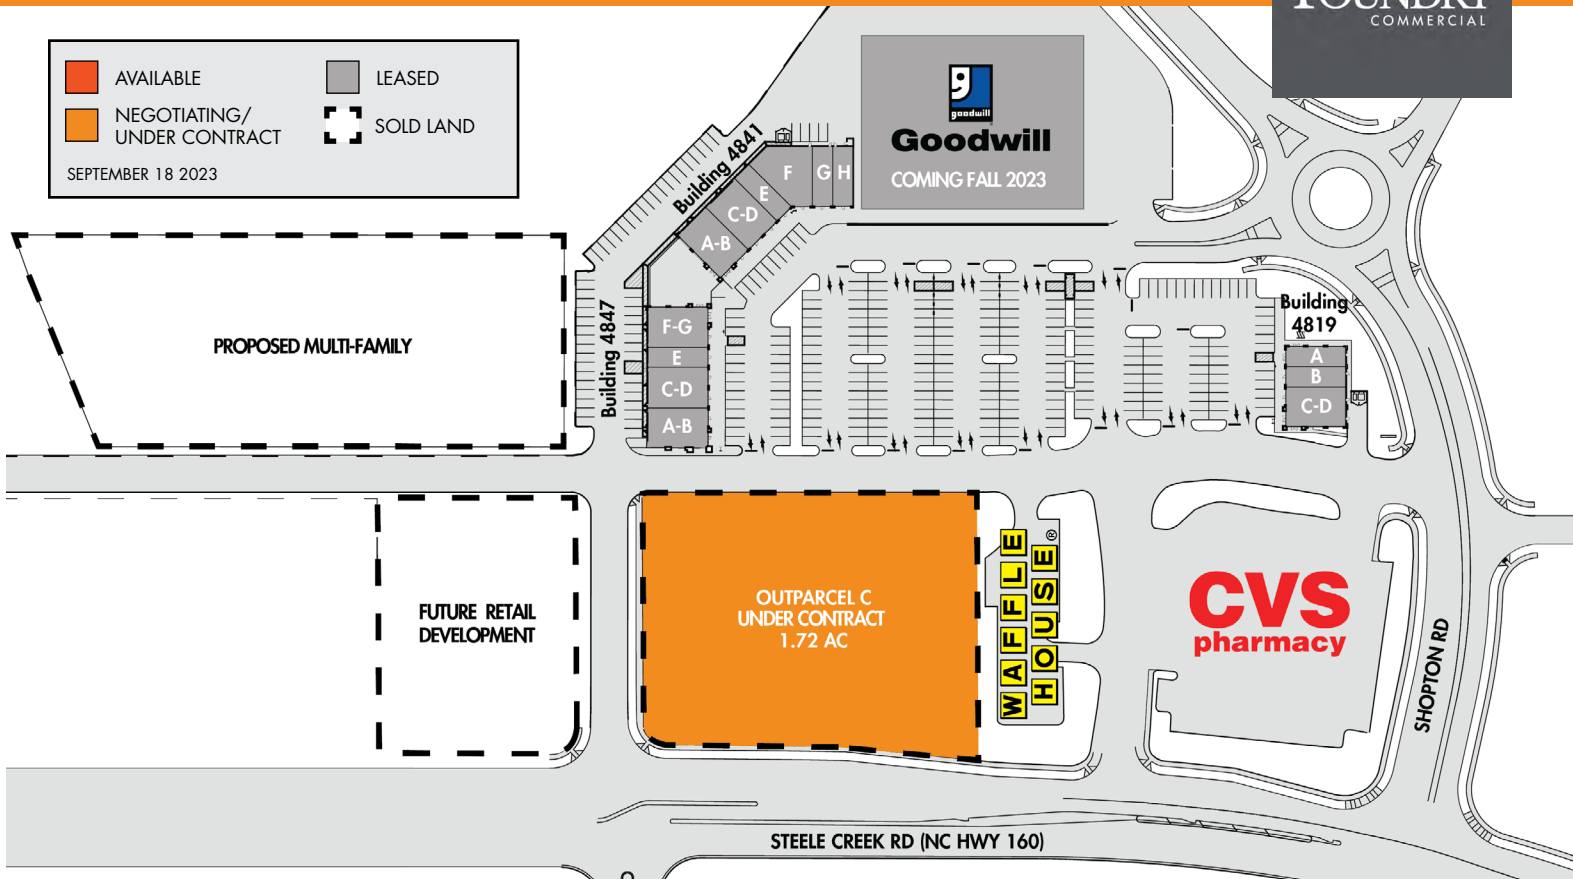 FOUNDRY
COMMERCIAL
AVAILABLE
LEASED
NEGOTIATING/
UNDER CONTRACT
SOLD LAND
SEPTEMBER 18 2023
goodwill
Goodwill
COMING FALL 2023
Building 4841
F
G
H
E
C-D
A-B
PROPOSED MULTI-FAMILY
Building 4847
F-G
E
C-D
A-B
Building
4819
A
B
C-D
FUTURE RETAIL
DEVELOPMENT
OUTPARCEL C
UNDER CONTRACT
1.72 AC
WAFFLE
HOUSE®
CVS
pharmacy
SHOPTON RD
STEELE CREEK RD (NC HWY 160)